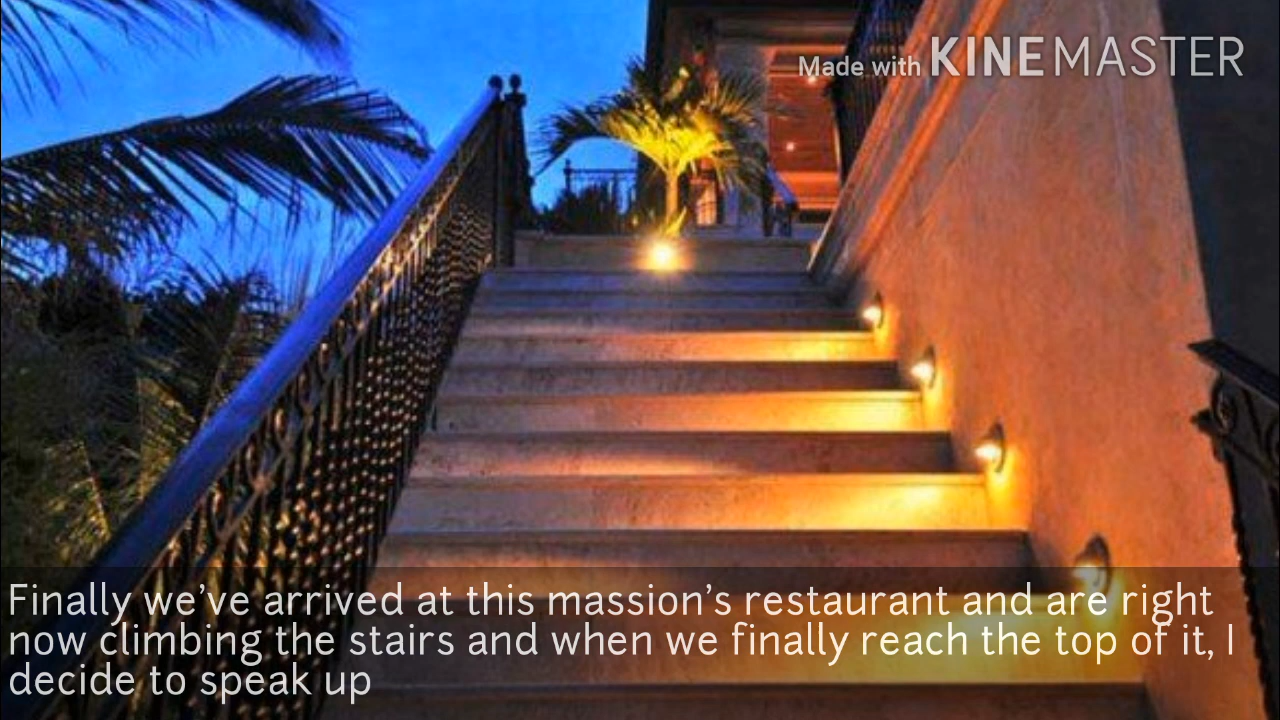 Made with KINEMASTER
Finally we've arrived at this massion's restaurant and are right
now climbing the stairs and when we finally reach the top of it, I
decide to speak up